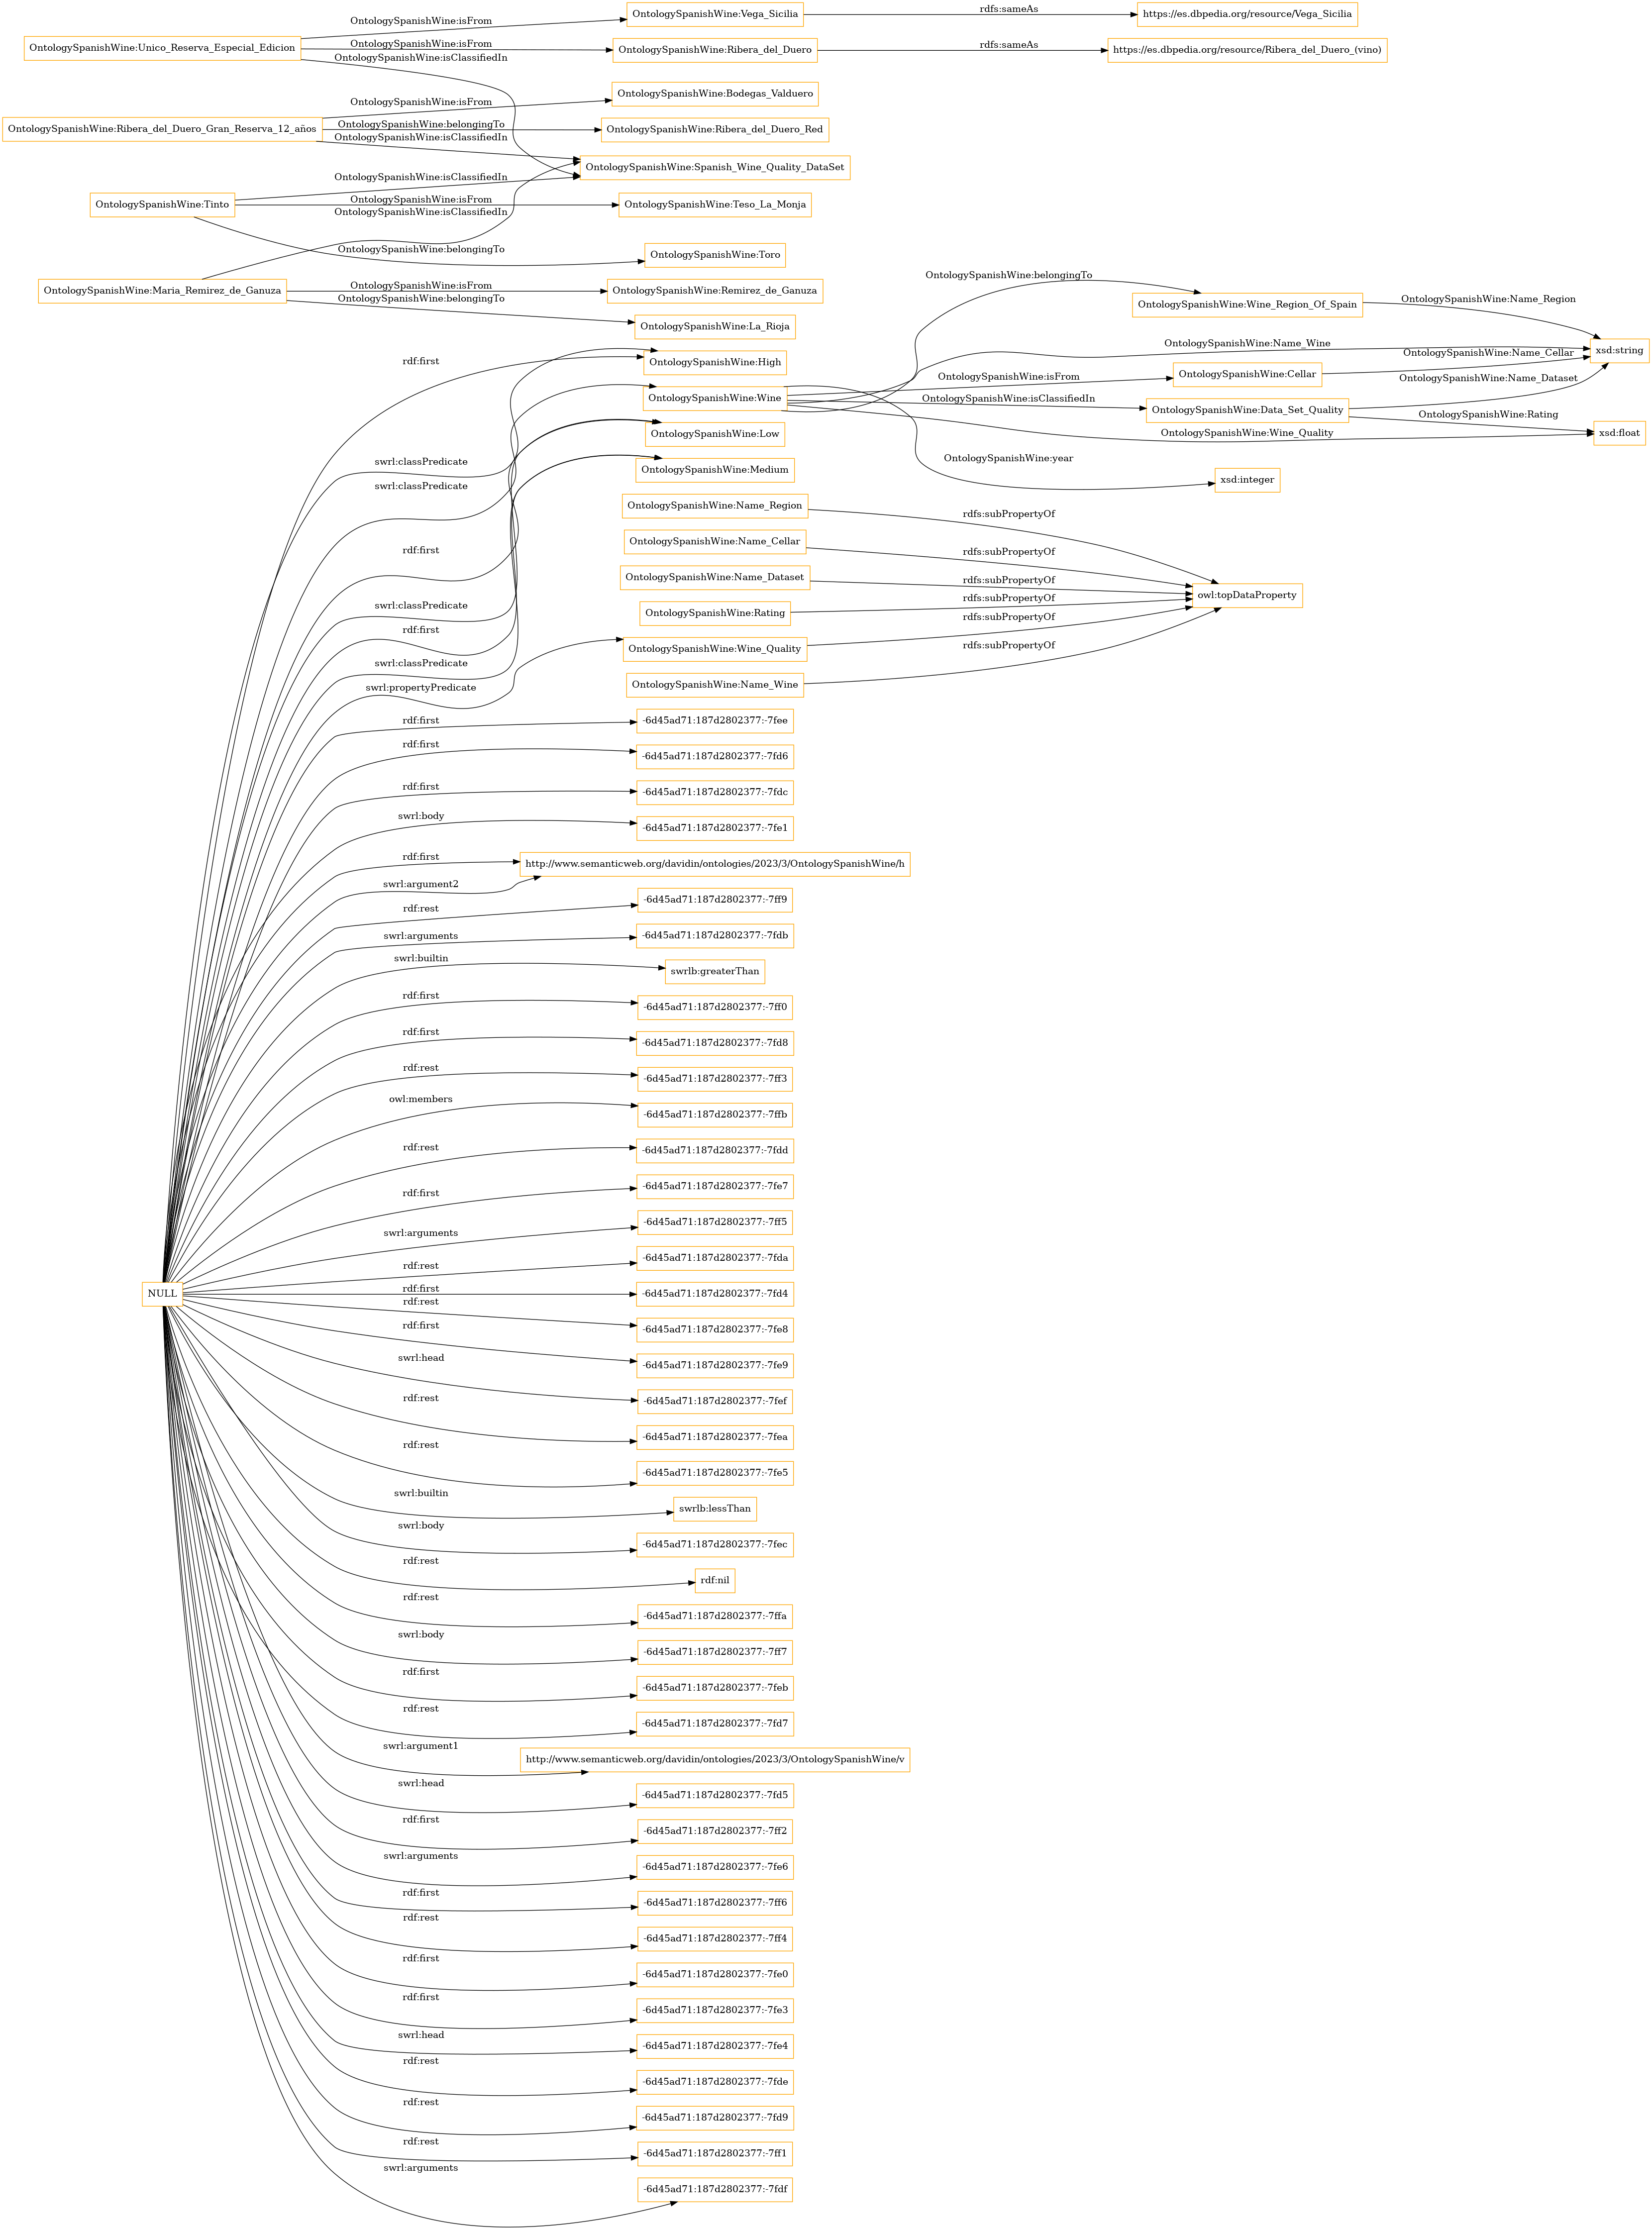 OntologySpanishWine:isFrom
OntologySpanishWine:Vega_Sicilia
rdfs:sameAs
https://es.dbpedia.org/resource/Vega_Sicilia
OntologySpanishWine:Unico_Reserva_Especial_Edicion
OntologySpanishWine:isFrom
OntologySpanishWine:Ribera_del_Duero
rdfs:sameAs
https://es.dbpedia.org/resource/Ribera_del_Duero_(vino)
OntologySpanishWine:isClassifiedIn
OntologySpanishWine:isFrom
OntologySpanishWine:Bodegas_Valduero
OntologySpanishWine:Ribera_del_Duero_Gran_Reserva_12_años
OntologySpanishWine:belongingTo
OntologySpanishWine:Ribera_del_Duero_Red
OntologySpanishWine:isClassifiedIn
OntologySpanishWine:Spanish_Wine_Quality_DataSet
OntologySpanishWine:isClassifiedIn
OntologySpanishWine:Tinto
OntologySpanishWine:isFrom
OntologySpanishWine:Teso_La_Monja
OntologySpanishWine:isClassifiedIn
OntologySpanishWine:belongingTo
OntologySpanishWine:Toro
OntologySpanishWine:Maria_Remirez_de_Ganuza
OntologySpanishWine:isFrom
OntologySpanishWine:Remirez_de_Ganuza
OntologySpanishWine:belongingTo
OntologySpanishWine:La_Rioja
OntologySpanishWine:belongingTo
OntologySpanishWine:Wine_Region_Of_Spain
OntologySpanishWine:Name_Region
rdf:first
OntologySpanishWine:High
OntologySpanishWine:Name_Wine
xsd:string
OntologySpanishWine:Name_Cellar
OntologySpanishWine:isFrom
OntologySpanishWine:Cellar
OntologySpanishWine:Name_Dataset
OntologySpanishWine:Wine
OntologySpanishWine:isClassifiedIn
OntologySpanishWine:Data_Set_Quality
OntologySpanishWine:Rating
OntologySpanishWine:Low
OntologySpanishWine:Wine_Quality
xsd:float
swrl:classPredicate
OntologySpanishWine:Medium
OntologySpanishWine:year
xsd:integer
swrl:classPredicate
OntologySpanishWine:Name_Region
rdfs:subPropertyOf
rdf:first
OntologySpanishWine:Name_Cellar
rdfs:subPropertyOf
OntologySpanishWine:Name_Dataset
rdfs:subPropertyOf
owl:topDataProperty
swrl:classPredicate
OntologySpanishWine:Rating
rdfs:subPropertyOf
rdf:first
OntologySpanishWine:Wine_Quality
rdfs:subPropertyOf
swrl:classPredicate
rdfs:subPropertyOf
swrl:propertyPredicate
OntologySpanishWine:Name_Wine
rdf:first
-6d45ad71:187d2802377:-7fee
rdf:first
-6d45ad71:187d2802377:-7fd6
rdf:first
-6d45ad71:187d2802377:-7fdc
swrl:body
-6d45ad71:187d2802377:-7fe1
rdf:first
http://www.semanticweb.org/davidin/ontologies/2023/3/OntologySpanishWine/h
swrl:argument2
rdf:rest
-6d45ad71:187d2802377:-7ff9
swrl:arguments
-6d45ad71:187d2802377:-7fdb
swrl:builtin
swrlb:greaterThan
rdf:first
-6d45ad71:187d2802377:-7ff0
rdf:first
-6d45ad71:187d2802377:-7fd8
rdf:rest
-6d45ad71:187d2802377:-7ff3
owl:members
-6d45ad71:187d2802377:-7ffb
rdf:rest
-6d45ad71:187d2802377:-7fdd
rdf:first
-6d45ad71:187d2802377:-7fe7
swrl:arguments
-6d45ad71:187d2802377:-7ff5
rdf:rest
-6d45ad71:187d2802377:-7fda
NULL
rdf:first
-6d45ad71:187d2802377:-7fd4
rdf:rest
-6d45ad71:187d2802377:-7fe8
rdf:first
-6d45ad71:187d2802377:-7fe9
swrl:head
-6d45ad71:187d2802377:-7fef
rdf:rest
-6d45ad71:187d2802377:-7fea
rdf:rest
-6d45ad71:187d2802377:-7fe5
swrl:builtin
swrlb:lessThan
swrl:body
-6d45ad71:187d2802377:-7fec
rdf:rest
rdf:nil
rdf:rest
-6d45ad71:187d2802377:-7ffa
swrl:body
-6d45ad71:187d2802377:-7ff7
rdf:first
-6d45ad71:187d2802377:-7feb
rdf:rest
-6d45ad71:187d2802377:-7fd7
swrl:argument1
http://www.semanticweb.org/davidin/ontologies/2023/3/OntologySpanishWine/v
swrl:head
-6d45ad71:187d2802377:-7fd5
rdf:first
-6d45ad71:187d2802377:-7ff2
swrl:arguments
-6d45ad71:187d2802377:-7fe6
rdf:first
-6d45ad71:187d2802377:-7ff6
rdf:rest
-6d45ad71:187d2802377:-7ff4
rdf:first
-6d45ad71:187d2802377:-7fe0
rdf:first
-6d45ad71:187d2802377:-7fe3
swrl:head
-6d45ad71:187d2802377:-7fe4
rdf:rest
-6d45ad71:187d2802377:-7fde
rdf:rest
-6d45ad71:187d2802377:-7fd9
rdf:rest
-6d45ad71:187d2802377:-7ff1
swrl:arguments
-6d45ad71:187d2802377:-7fdf